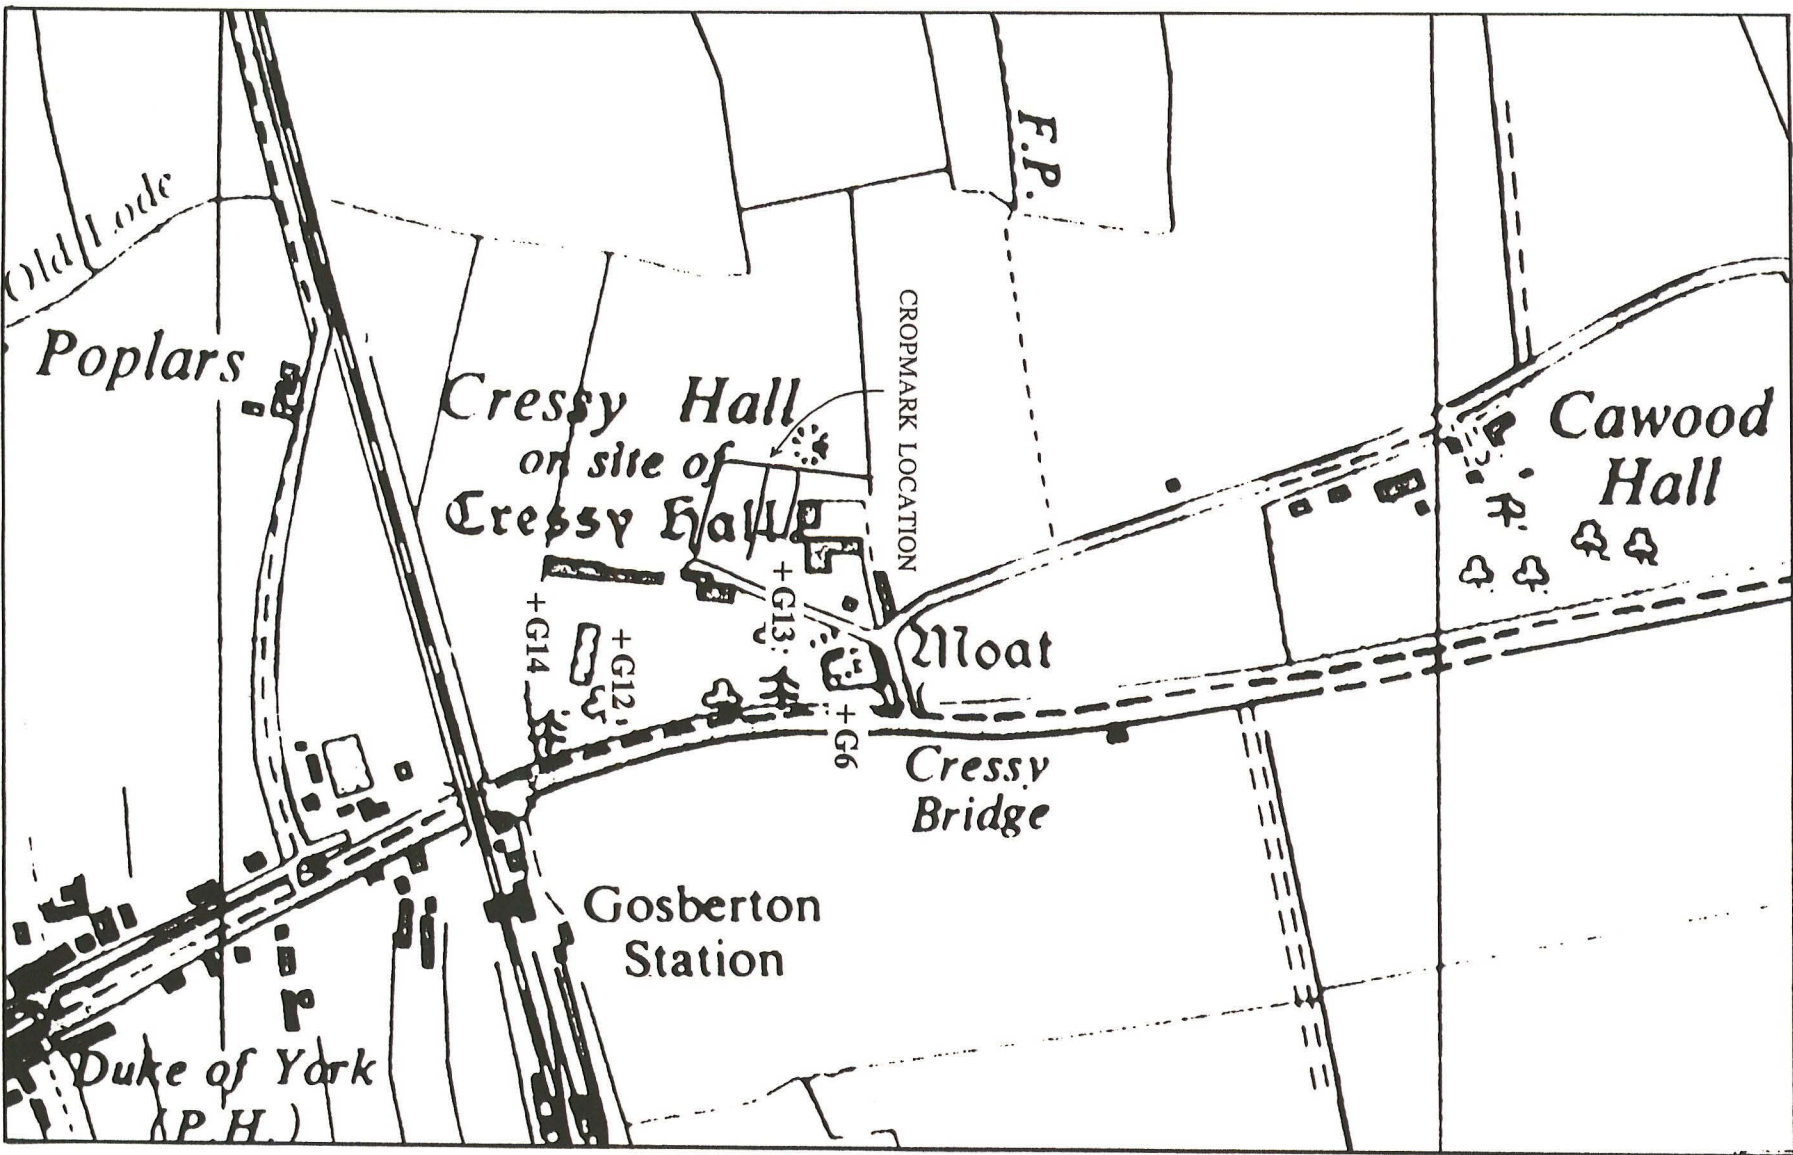 F.P.
Old Lode
Poplars
CROPMARK LOCATION
Cressy Hall
on site of
Cressy Hall
Cawood
Hall
+G13
+G14
+G12
Moat
+G6
Cressy
Bridge
Gosberton
Station
Duke of York
(P.H.)